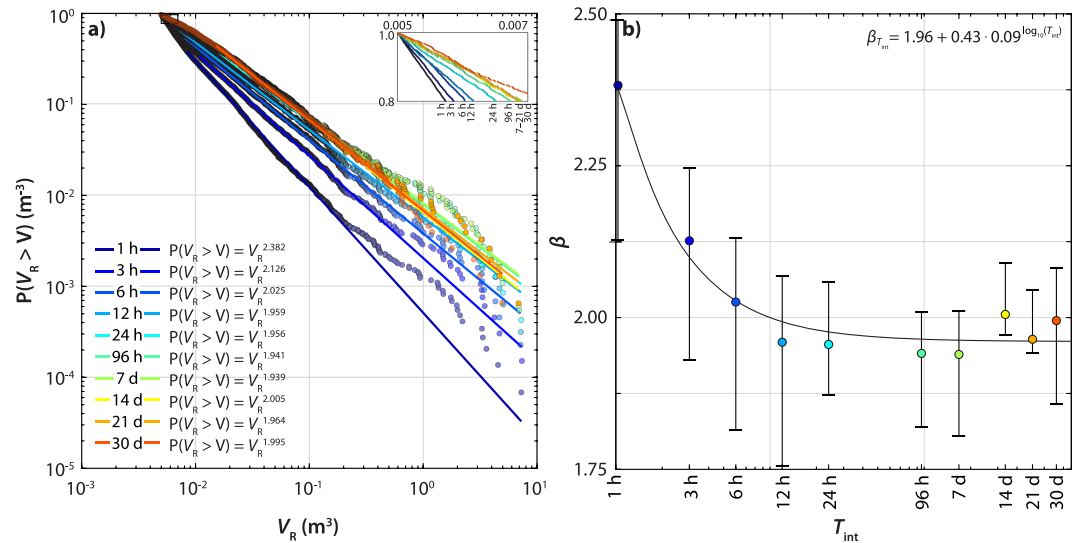 a)
0.005 0.007
1.0
0.8
1 h
3 h
6 h
12 h
24 h
96 h
7–21 d
30 d
10⁰
10⁻¹
10⁻²
10⁻³
10⁻⁴
10⁻⁵
P(V_R > V) (m⁻³)
1 h P(V_R > V) = V_R^2.382
3 h P(V_R > V) = V_R^2.126
6 h P(V_R > V) = V_R^2.025
12 h P(V_R > V) = V_R^1.959
24 h P(V_R > V) = V_R^1.956
96 h P(V_R > V) = V_R^1.941
7 d P(V_R > V) = V_R^1.939
14 d P(V_R > V) = V_R^2.005
21 d P(V_R > V) = V_R^1.964
30 d P(V_R > V) = V_R^1.995
10⁻³ 10⁻² 10⁻¹ 10⁰ 10¹
V_R (m³)
b)
β_T_int = 1.96 + 0.43 · 0.09^log₁₀(T_int)
2.50
2.25
2.00
1.75
β
1 h
3 h
6 h
12 h
24 h
96 h
7 d
14 d
21 d
30 d
T_int